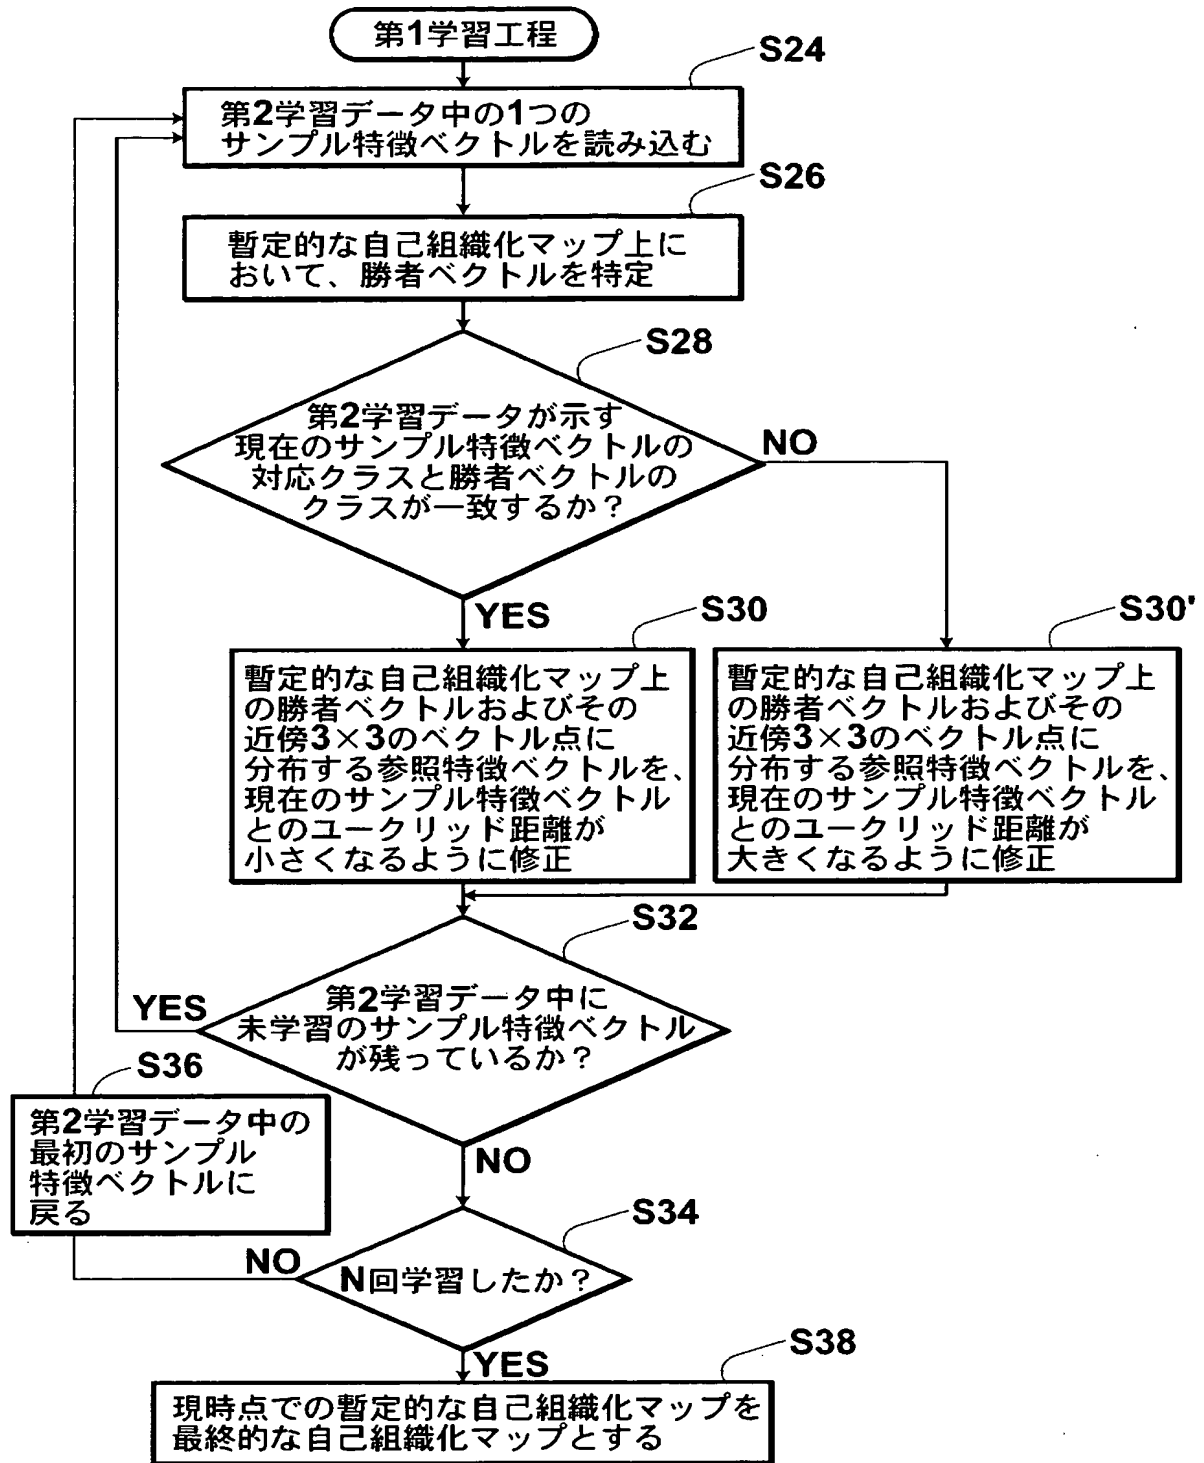 第1学習工程
S24
第2学習データ中の1つの
サンプル特徴ベクトルを読み込む
S26
暫定的な自己組織化マップ上に
おいて、勝者ベクトルを特定
S28
第2学習データが示す
現在のサンプル特徴ベクトルの
対応クラスと勝者ベクトルの
クラスが一致するか？
NO
YES
S30
暫定的な自己組織化マップ上
の勝者ベクトルおよびその
近傍3×3のベクトル点に
分布する参照特徴ベクトルを、
現在のサンプル特徴ベクトル
とのユークリッド距離が
小さくなるように修正
S30'
暫定的な自己組織化マップ上
の勝者ベクトルおよびその
近傍3×3のベクトル点に
分布する参照特徴ベクトルを、
現在のサンプル特徴ベクトル
とのユークリッド距離が
大きくなるように修正
S32
第2学習データ中に
未学習のサンプル特徴ベクトル
が残っているか？
YES
NO
S36
第2学習データ中の
最初のサンプル
特徴ベクトルに
戻る
S34
N回学習したか？
NO
YES
S38
現時点での暫定的な自己組織化マップを
最終的な自己組織化マップとする